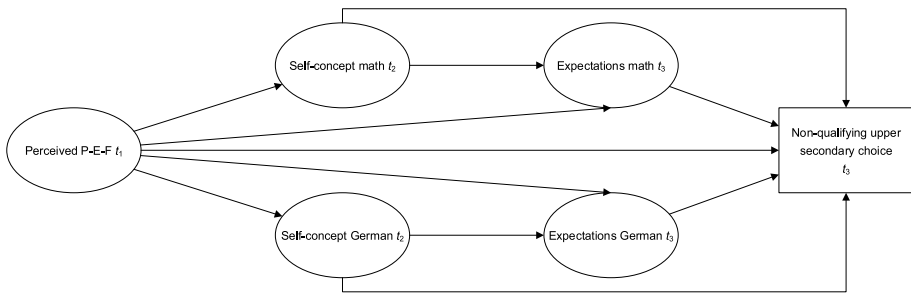 Self-concept math t₂
Expectations math t₃
Perceived P-E-F t₁
Non-qualifying upper
secondary choice
t₃
Self-concept German t₂
Expectations German t₃